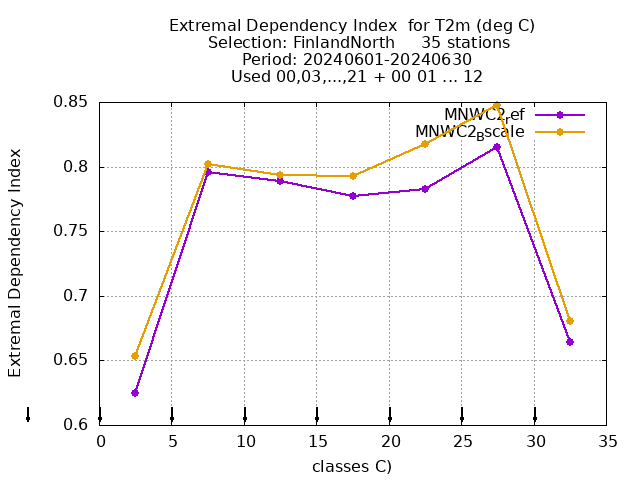 Extremal Dependency Index  for T2m (deg C)
Selection: FinlandNorth     35 stations
Period: 20240601-20240630
Used 00,03,...,21 + 00 01 ... 12
MNWC2_ref
MNWC2_Bscale
Extremal Dependency Index
0.85
0.8
0.75
0.7
0.65
0.6
0 5 10 15 20 25 30 35
classes C)